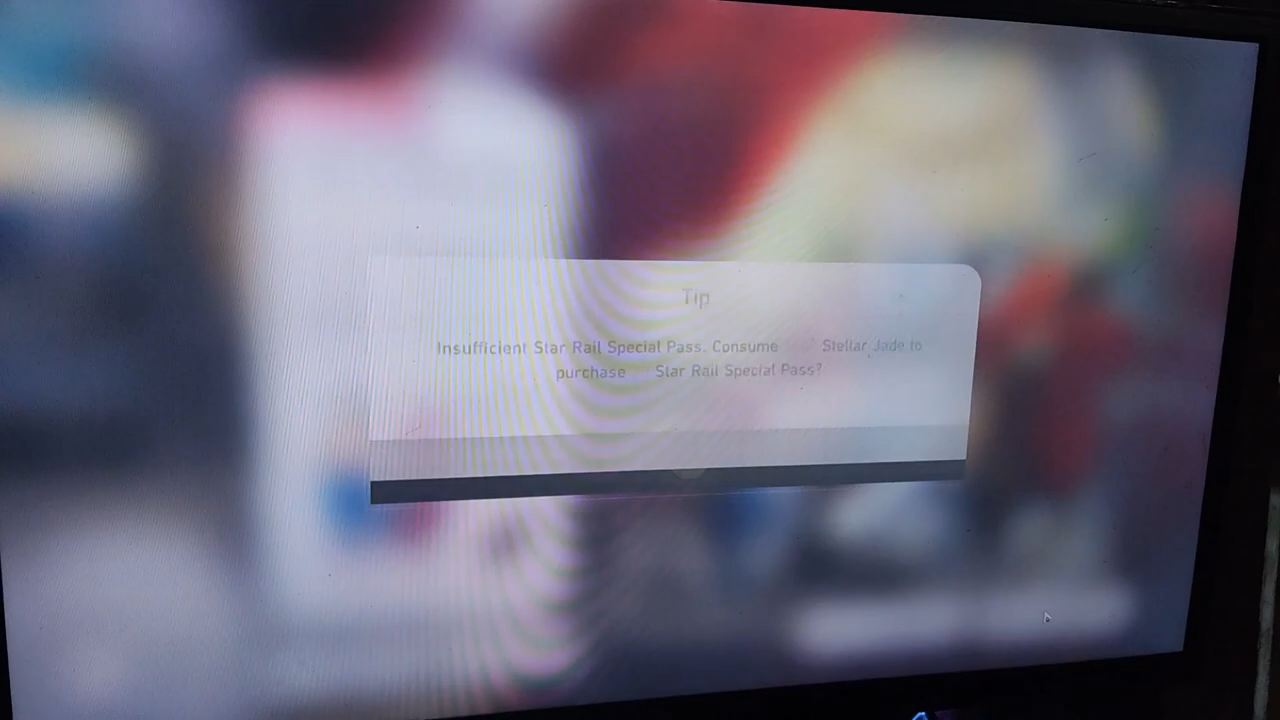 Tip
Insufficient Star Rail Special Pass. Consume Stellar Jade to
purchase Star Rail Special Pass?